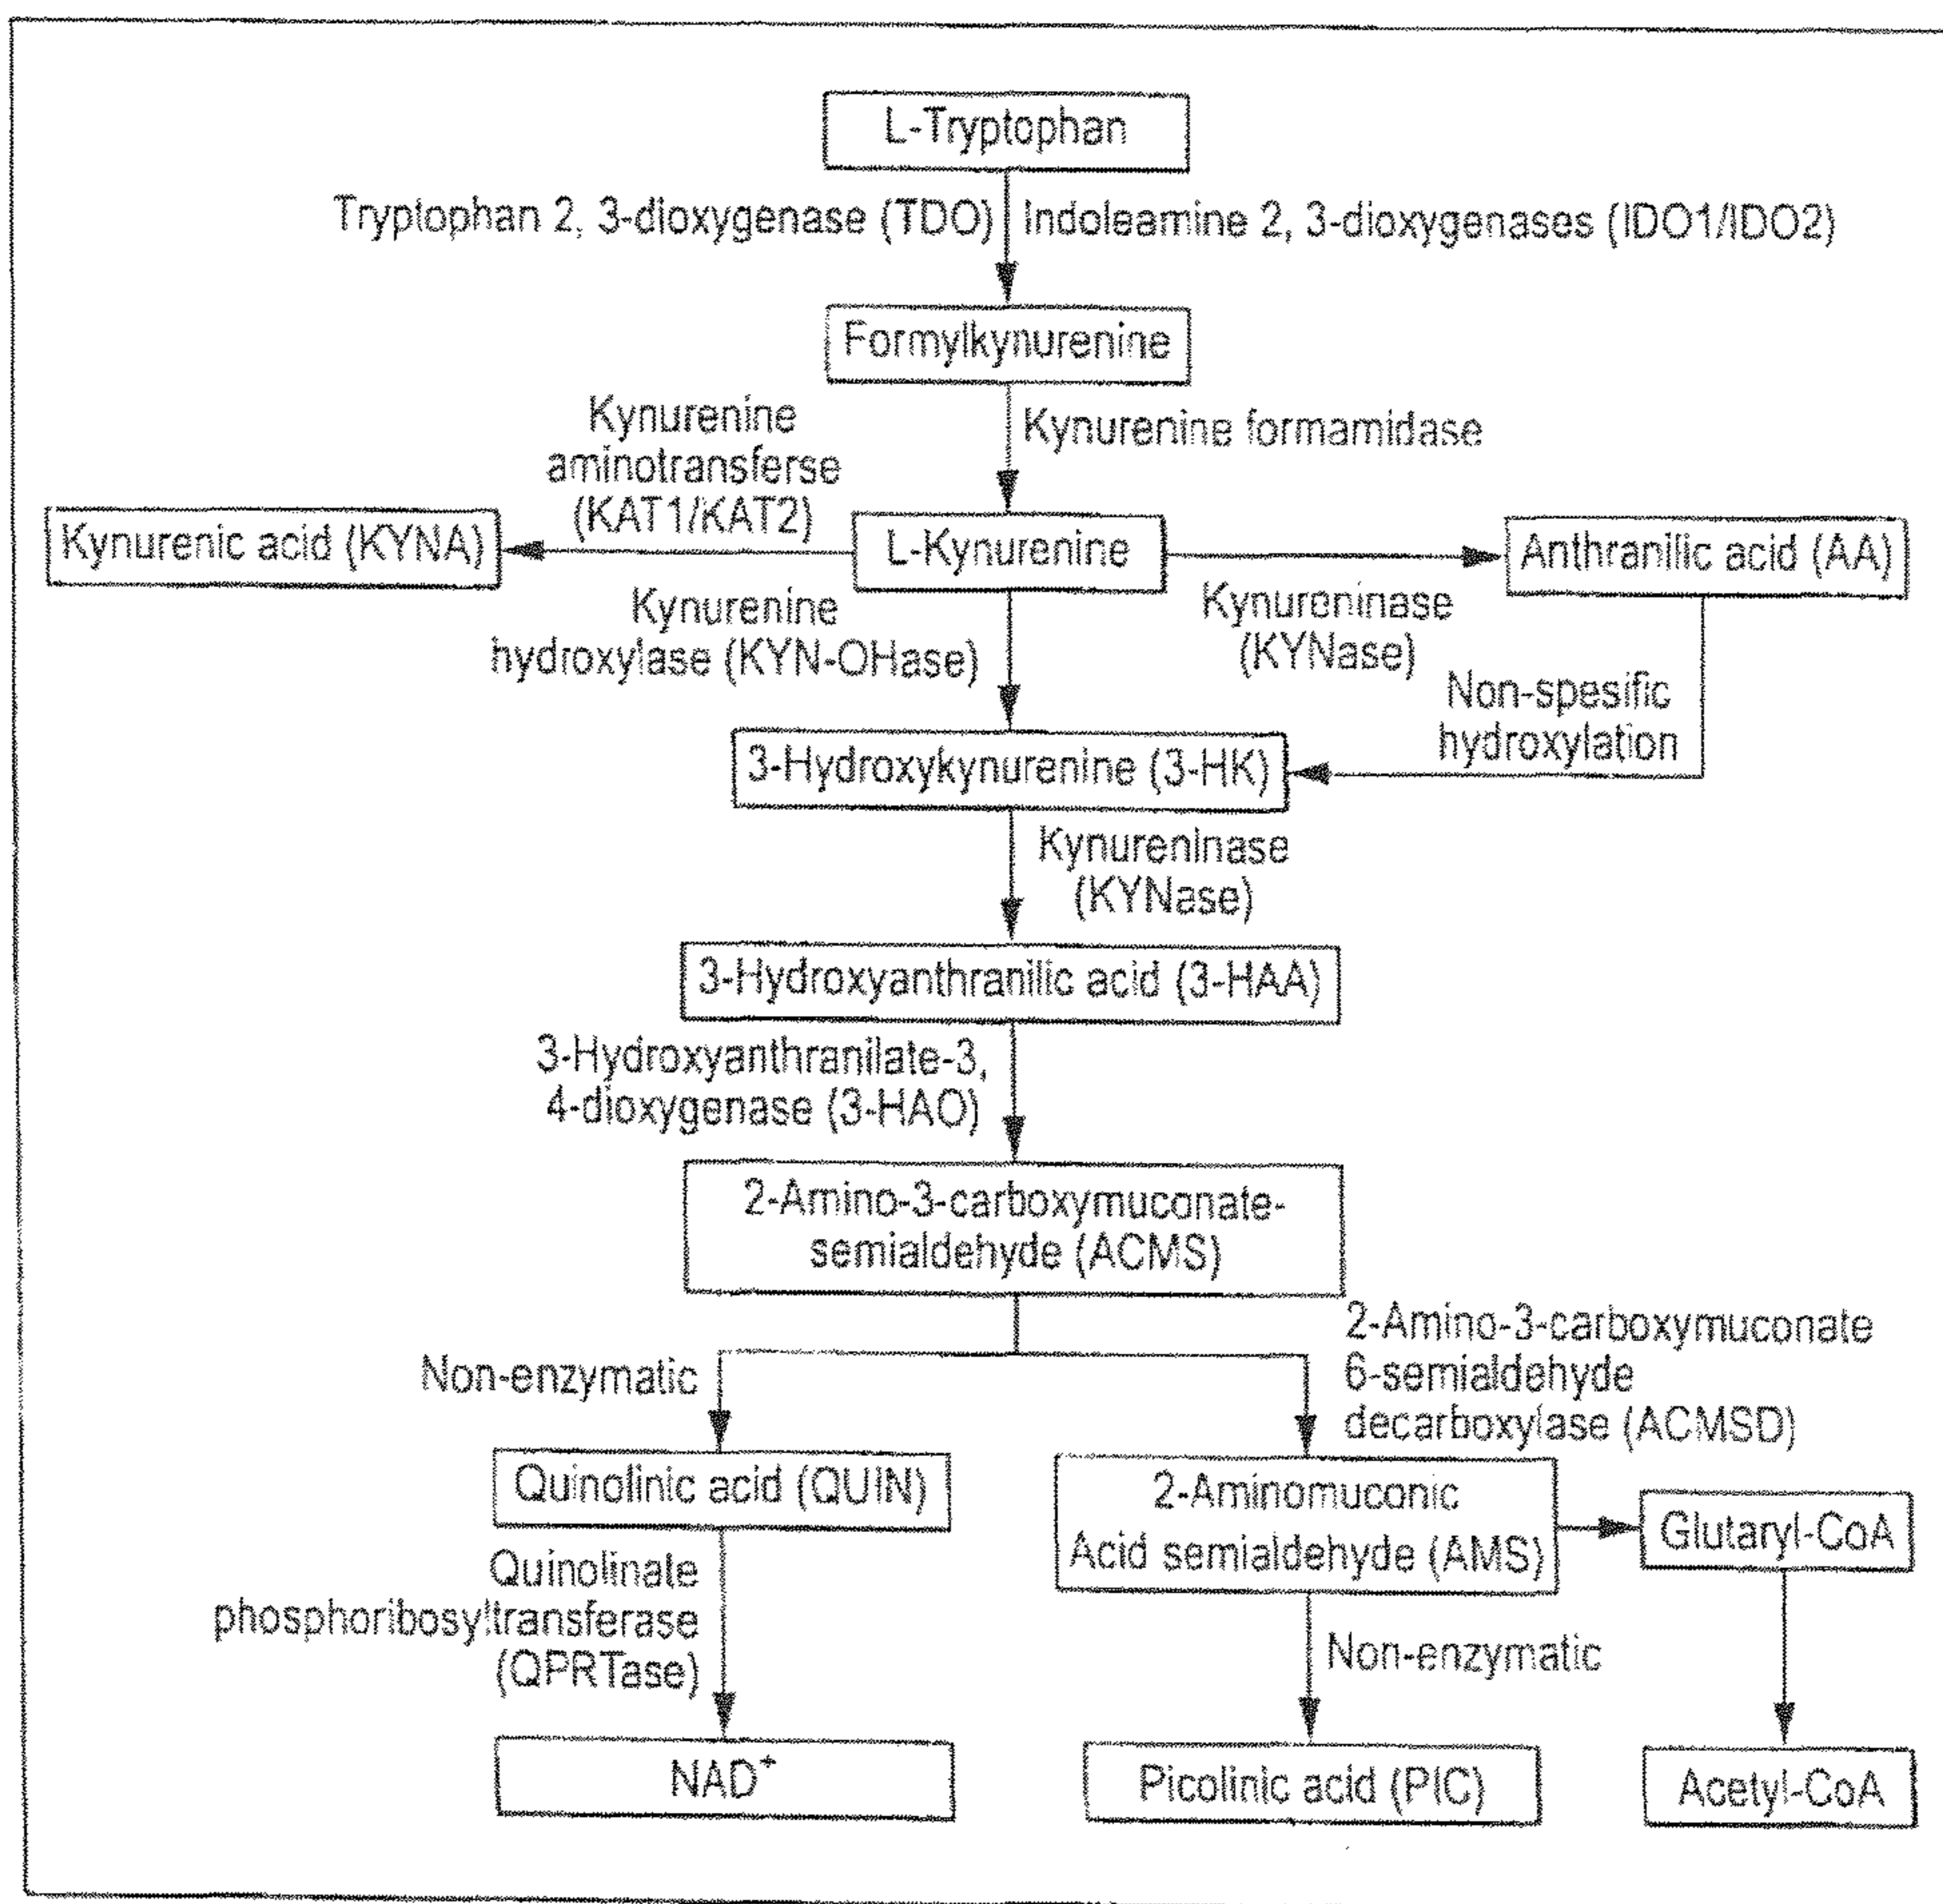 L-Tryptophan
Tryptophan 2, 3-dioxygenase (TDO)
Indoleamine 2, 3-dioxygenases (IDO1/IDO2)
Formylkynurenine
Kynurenine
aminotransferse
(KAT1/KAT2)
Kynurenine formamidase
Kynurenic acid (KYNA)
L-Kynurenine
Anthranilic acid (AA)
Kynurenine
hydroxylase (KYN-OHase)
Kynureninase
(KYNase)
Non-spesific
hydroxylation
3-Hydroxykynurenine (3-HK)
Kynureninase
(KYNase)
3-Hydroxyanthranilic acid (3-HAA)
3-Hydroxyanthranilate-3,
4-dioxygenase (3-HAO)
2-Amino-3-carboxymuconate-
semialdehyde (ACMS)
Non-enzymatic
2-Amino-3-carboxymuconate
6-semialdehyde
decarboxylase (ACMSD)
Quinolinic acid (QUIN)
2-Aminomuconic
Acid semialdehyde (AMS)
Glutaryl-CoA
Quinolinate
phosphoribosyltransferase
(QPRTase)
Non-enzymatic
NAD⁺
Picolinic acid (PIC)
Acetyl-CoA